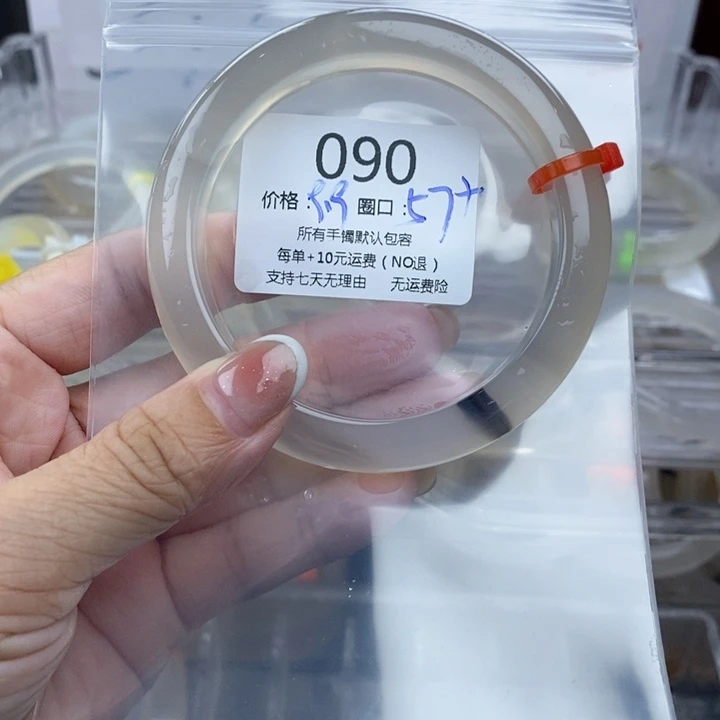 090
价格:99 圈口:57+
所有手镯默认包容
每单+10元运费(NO退)
支持七天无理由 无运费险